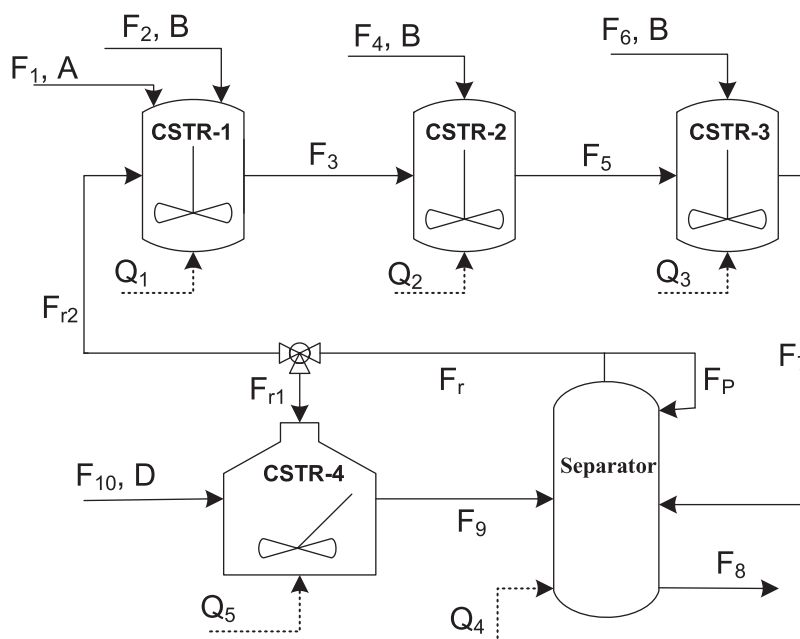 F2, B
F4, B
F6, B
F1, A
CSTR-1
CSTR-2
CSTR-3
F3
F5
Q1
Q2
Q3
Fr2
Fr
FP
Fr1
CSTR-4
Separator
F10, D
F9
F8
Q5
Q4